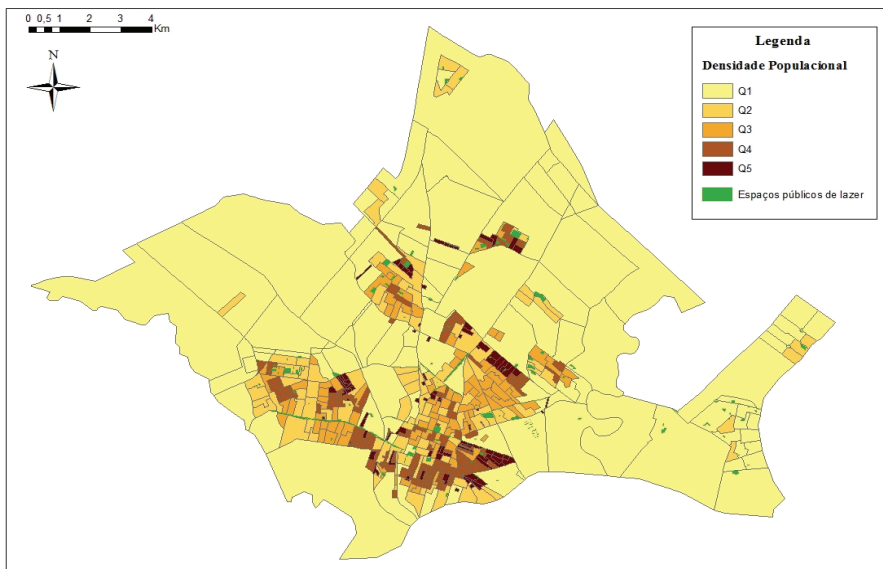 0 0,5 1 2 3 4
Km
N
Legenda
Densidade Populacional
Q1
Q2
Q3
Q4
Q5
Espaços públicos de lazer